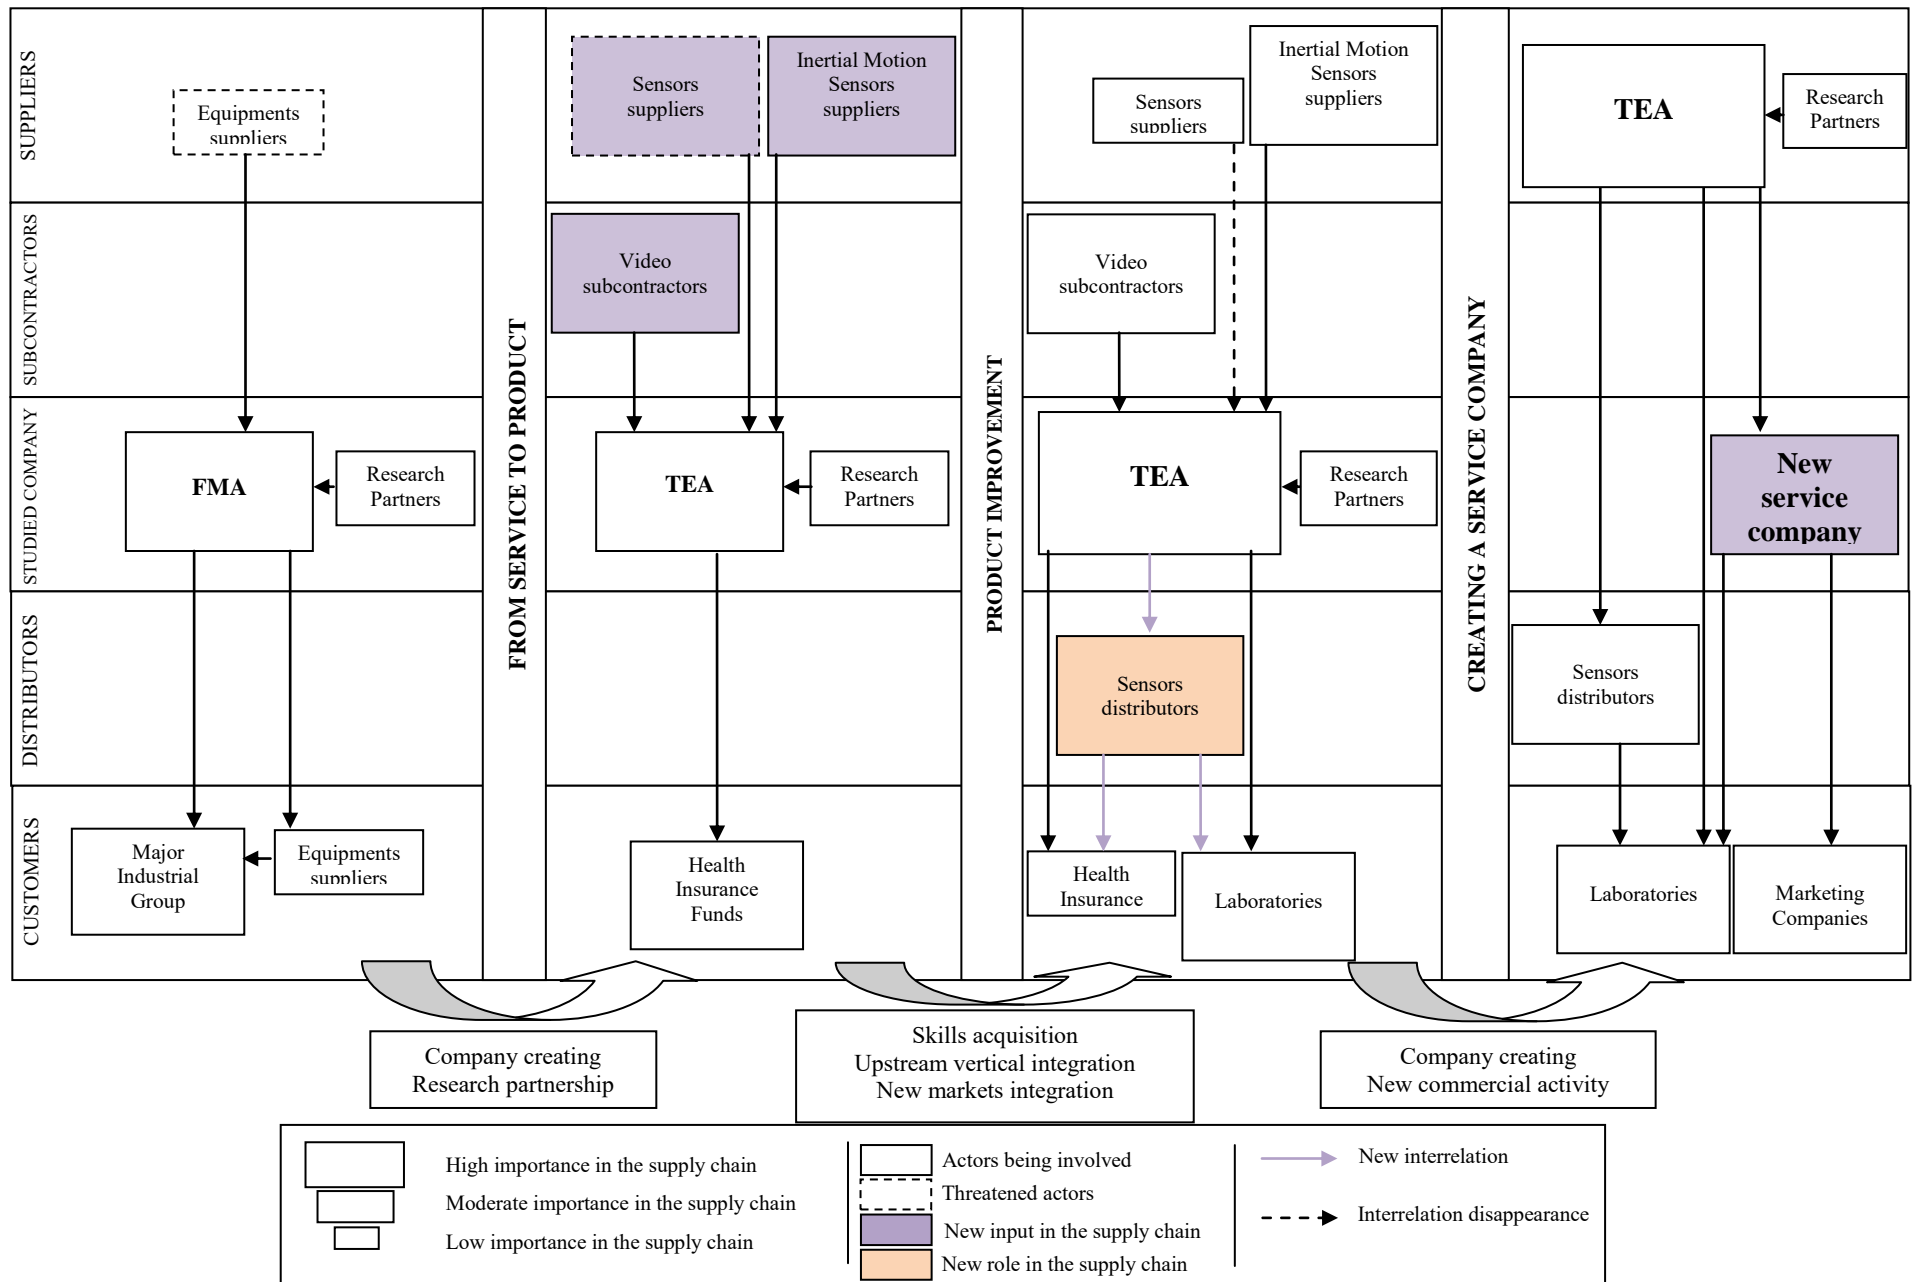 SUPPLIERS
Equipments
suppliers
Sensors
suppliers
Inertial Motion
Sensors
suppliers
Sensors
suppliers
Inertial Motion
Sensors
suppliers
TEA
Research
Partners
SUBCONTRACTORS
Video
subcontractors
Video
subcontractors
STUDIED COMPANY
FMA
Research
Partners
FROM SERVICE TO PRODUCT
TEA
Research
Partners
PRODUCT IMPROVEMENT
TEA
Research
Partners
CREATING A SERVICE COMPANY
New
service
company
DISTRIBUTORS
Sensors
distributors
Sensors
distributors
CUSTOMERS
Major
Industrial
Group
Equipments
suppliers
Health
Insurance
Funds
Health
Insurance
Laboratories
Laboratories
Marketing
Companies
Company creating
Research partnership
Skills acquisition
Upstream vertical integration
New markets integration
Company creating
New commercial activity
High importance in the supply chain
Moderate importance in the supply chain
Low importance in the supply chain
Actors being involved
Threatened actors
New input in the supply chain
New role in the supply chain
New interrelation
Interrelation disappearance